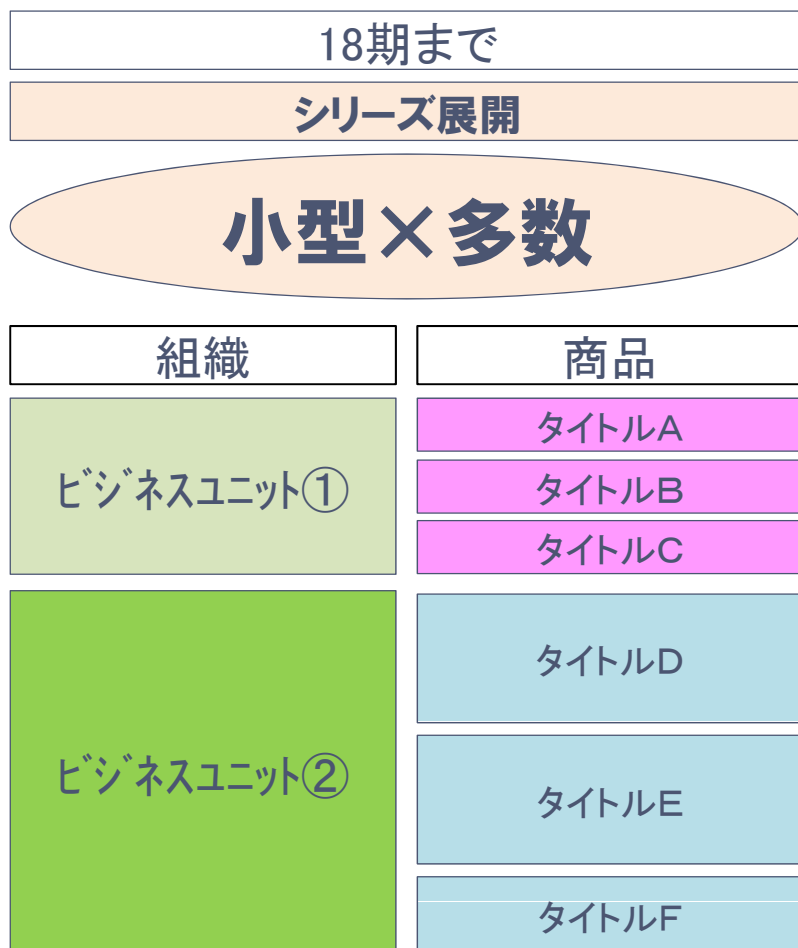 18期まで
シリーズ展開
小型×多数
組織
商品
ビジネスユニット①
タイトルA
タイトルB
タイトルC
ビジネスユニット②
タイトルD
タイトルE
タイトルF